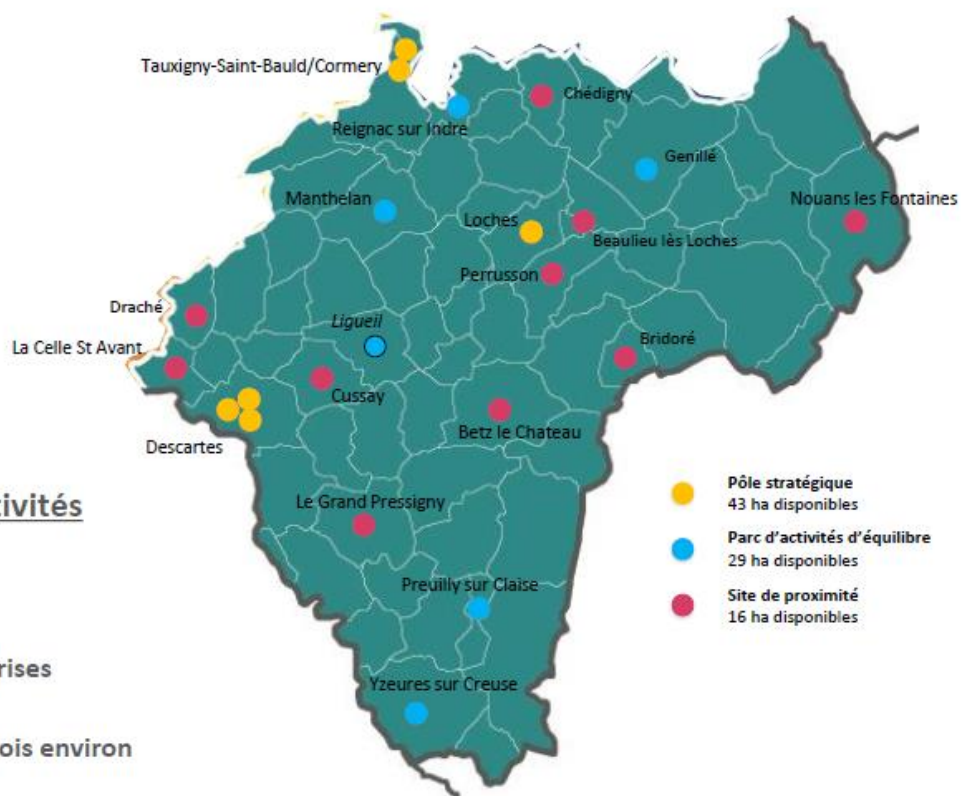 Tauxigny-Saint-Bauld/Cormery
Chédigny
Reignac sur Indre
Genillé
Manthelan
Nouans les Fontaines
Loches
Beaulieu lès Loches
Perrusson
Draché
Ligueil
Bridoré
La Celle St Avant
Cussay
Betz le Chateau
Descartes
Pôle stratégique
43 ha disponibles
Le Grand Pressigny
Parc d'activités d'équilibre
29 ha disponibles
Preuilly sur Claise
Site de proximité
16 ha disponibles
Yzeures sur Creuse
tivités
rises
ois environ